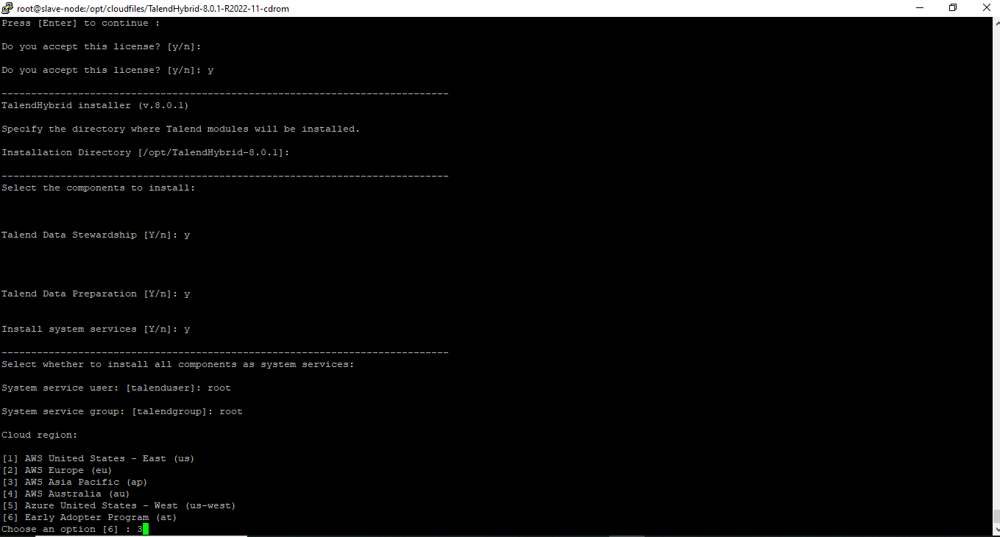 root@slave-node:/opt/cloudfiles/TalendHybrid-8.0.1-R2022-11-cdrom
Press [Enter] to continue :
Do you accept this license? [y/n]:
Do you accept this license? [y/n]: y
----------------------------------------------------------------------------
TalendHybrid installer (v.8.0.1)
Specify the directory where Talend modules will be installed.
Installation Directory [/opt/TalendHybrid-8.0.1]:
----------------------------------------------------------------------------
Select the components to install:
Talend Data Stewardship [Y/n]: y
Talend Data Preparation [Y/n]: y
Install system services [Y/n]: y
----------------------------------------------------------------------------
Select whether to install all components as system services:
System service user: [talenduser]: root
System service group: [talendgroup]: root
Cloud region:
[1] AWS United States - East (us)
[2] AWS Europe (eu)
[3] AWS Asia Pacific (ap)
[4] AWS Australia (au)
[5] Azure United States - West (us-west)
[6] Early Adopter Program (at)
Choose an option [6] : 3